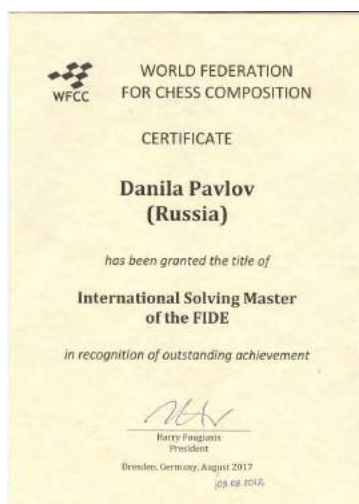 WFCC
WORLD FEDERATION
FOR CHESS COMPOSITION
CERTIFICATE
Danila Pavlov
(Russia)
has been granted the title of
International Solving Master
of the FIDE
in recognition of outstanding achievement
Harry Fougiaxis
President
Dresden, Germany, August 2017